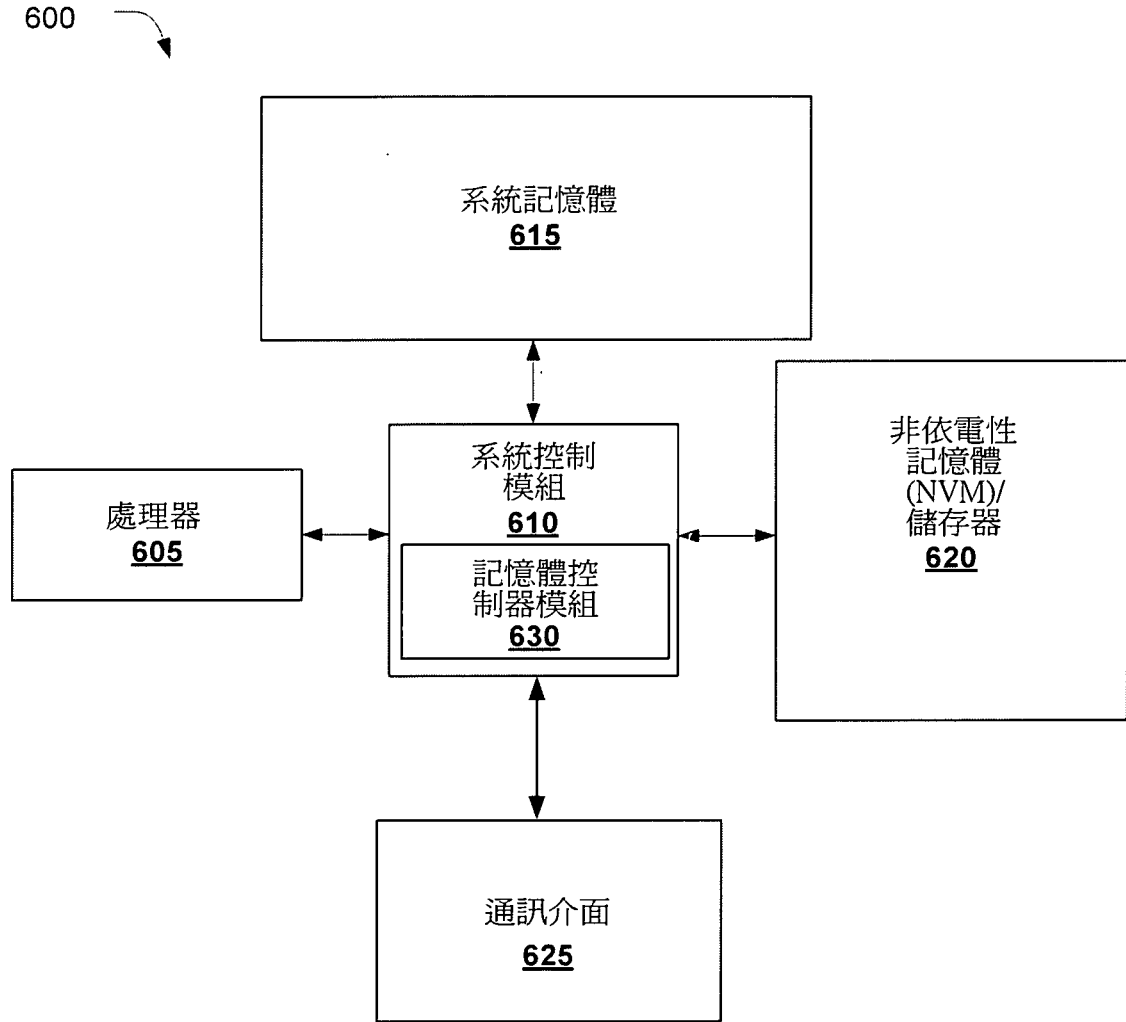 600
系統記憶體
615
處理器
605
系統控制
模組
610
記憶體控
制器模組
630
非依電性
記憶體
(NVM)/
儲存器
620
通訊介面
625